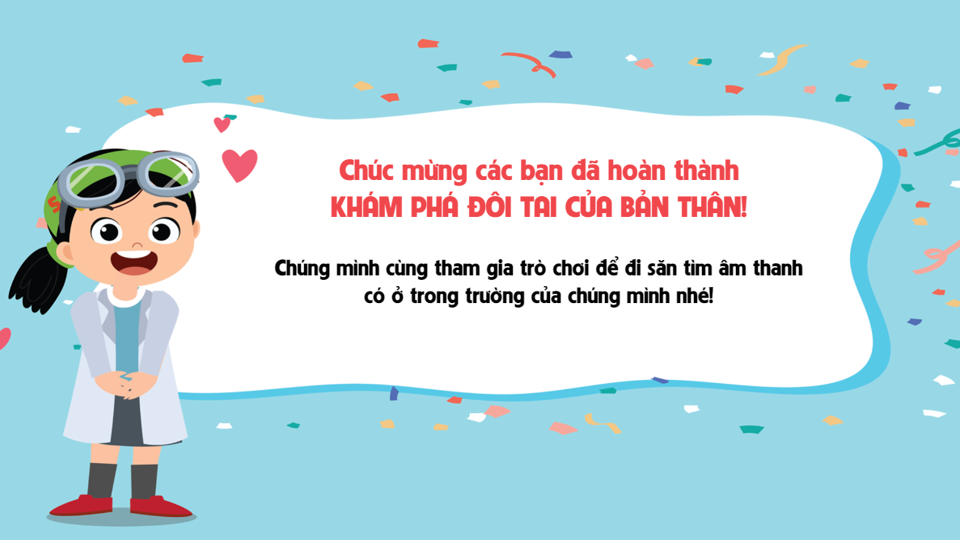 Chúc mừng các bạn đã hoàn thành
KHÁM PHÁ ĐÔI TAI CỦA BẢN THÂN!
Chúng mình cùng tham gia trò chơi để đi săn tìm âm thanh
có ở trong trường của chúng mình nhé!